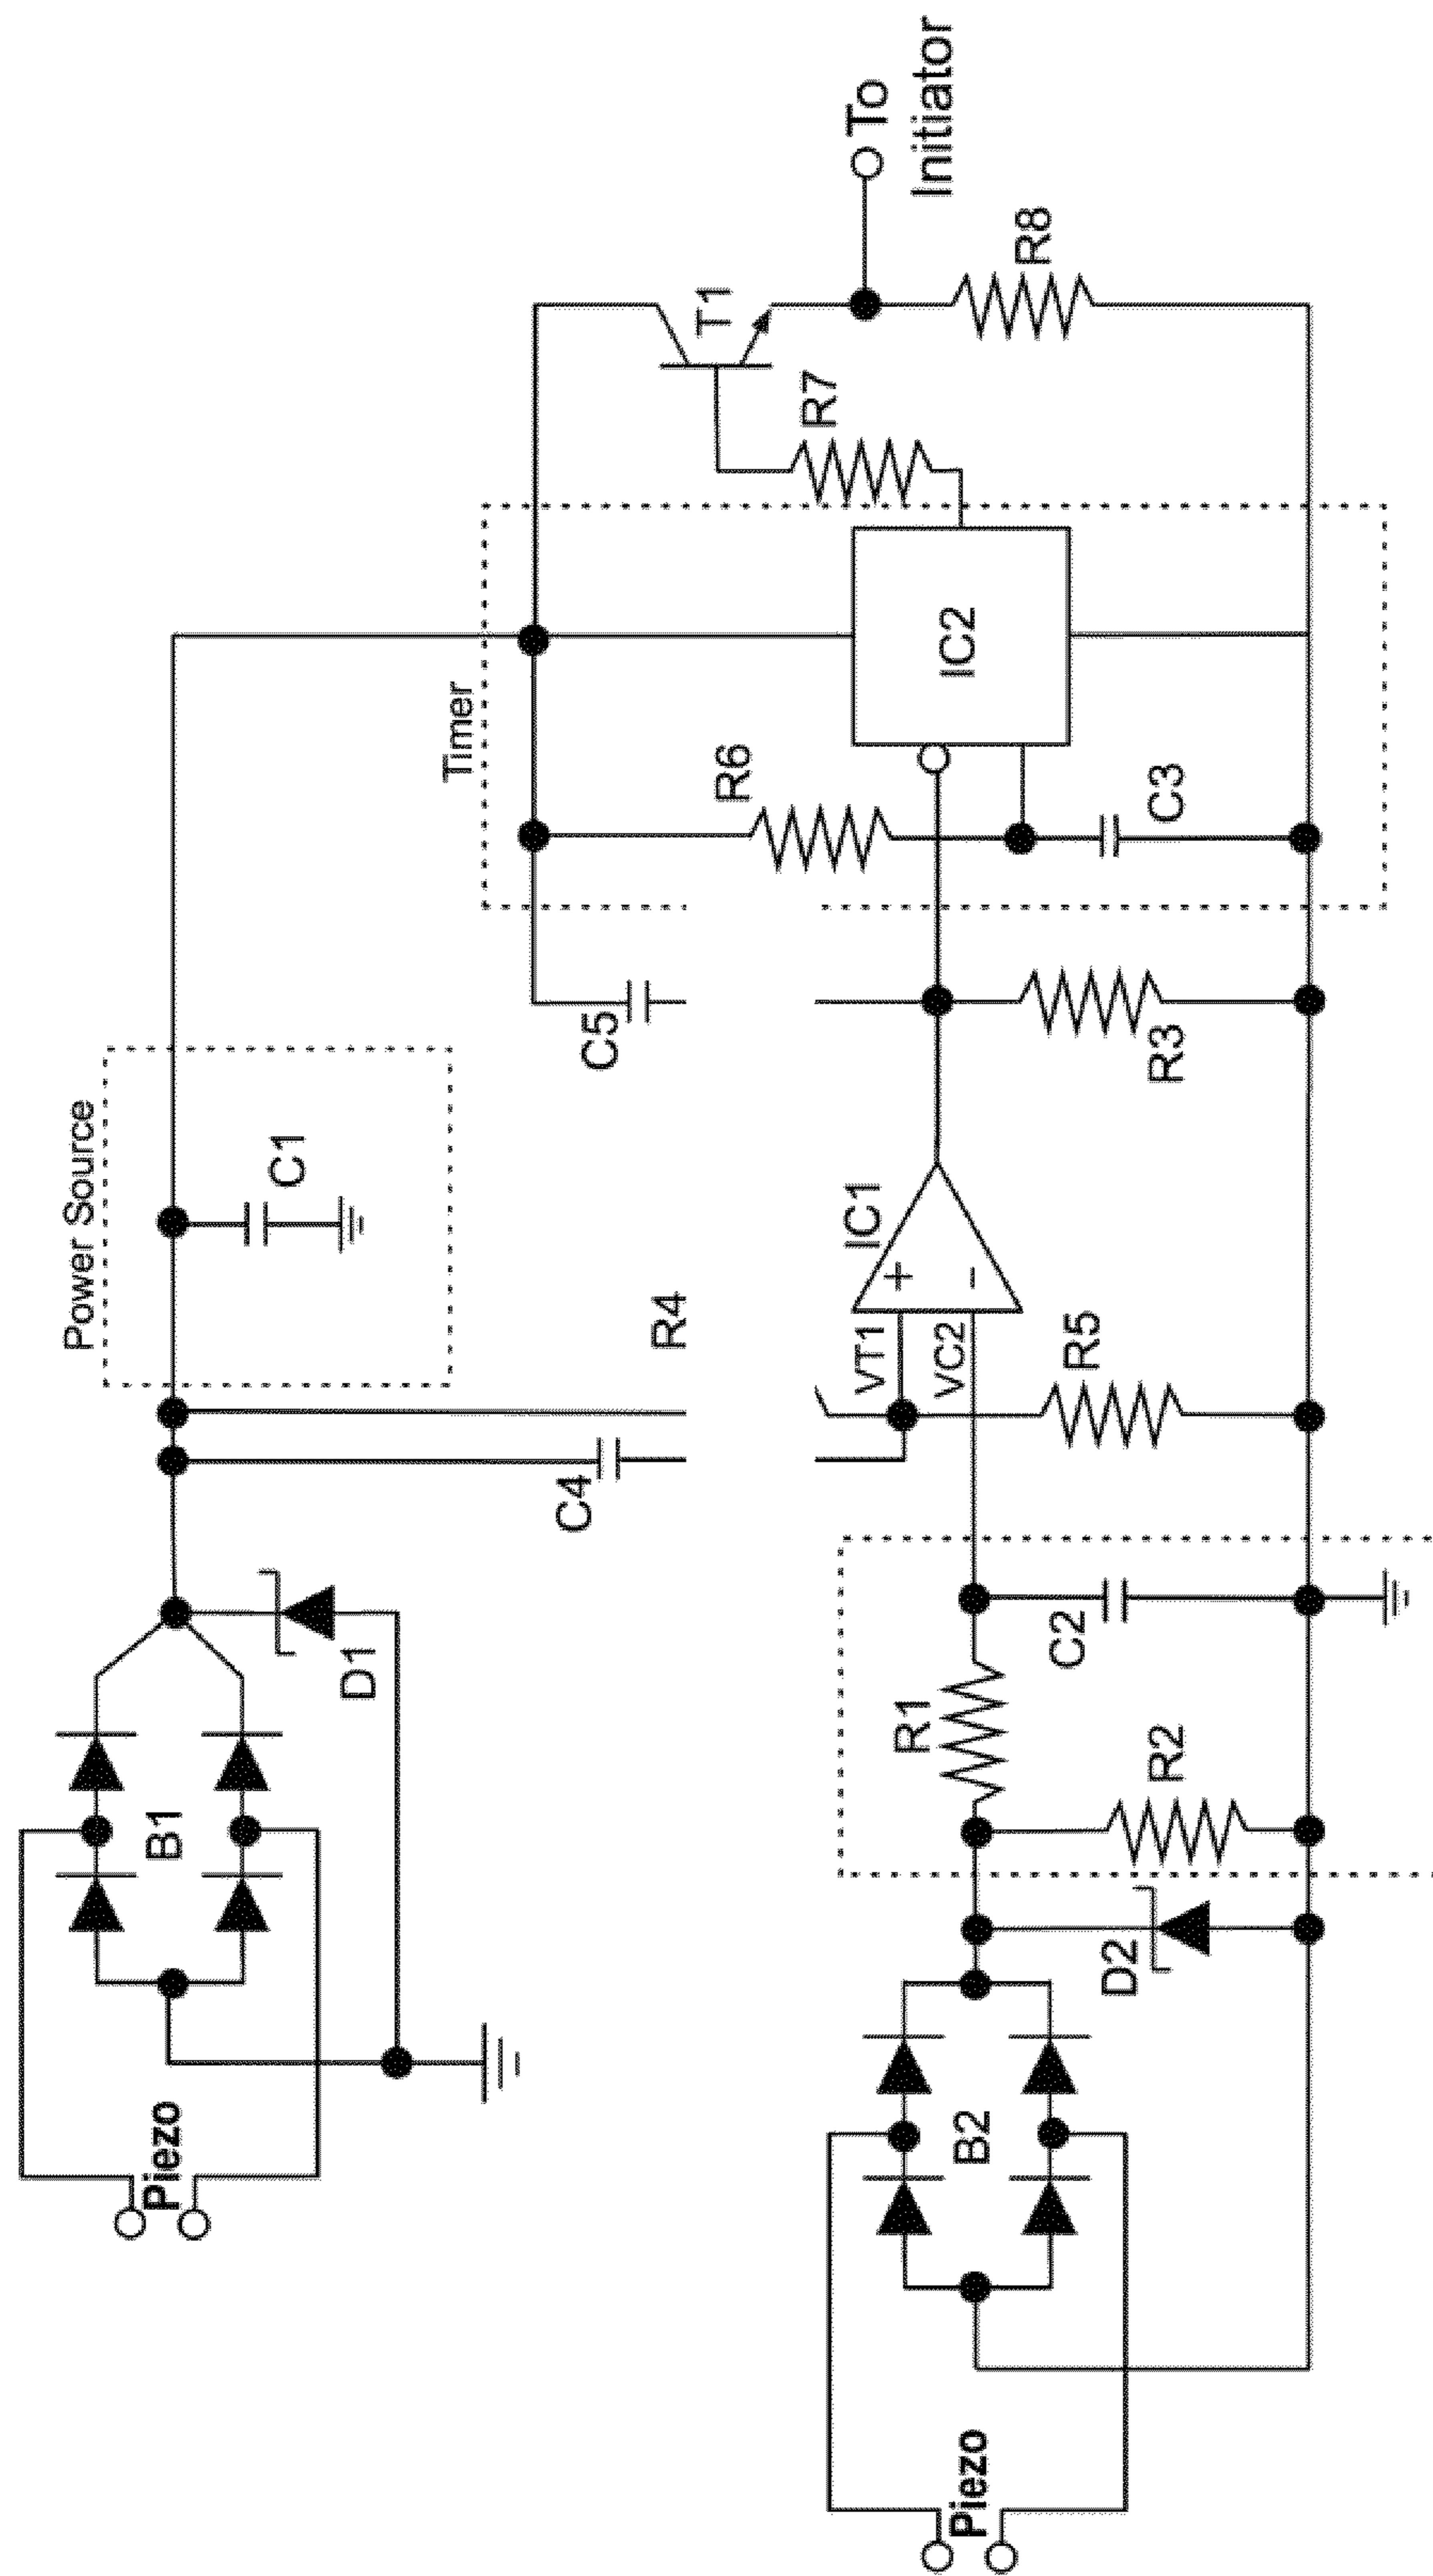 Piezo
B1
D1
C4
R4
Power Source
C1
C5
Timer
R6
IC2
C3
R7
T1
To
Initiator
R8
Piezo
B2
D2
R2
R1
C2
VT1
VC2
R5
+
-
IC1
R3